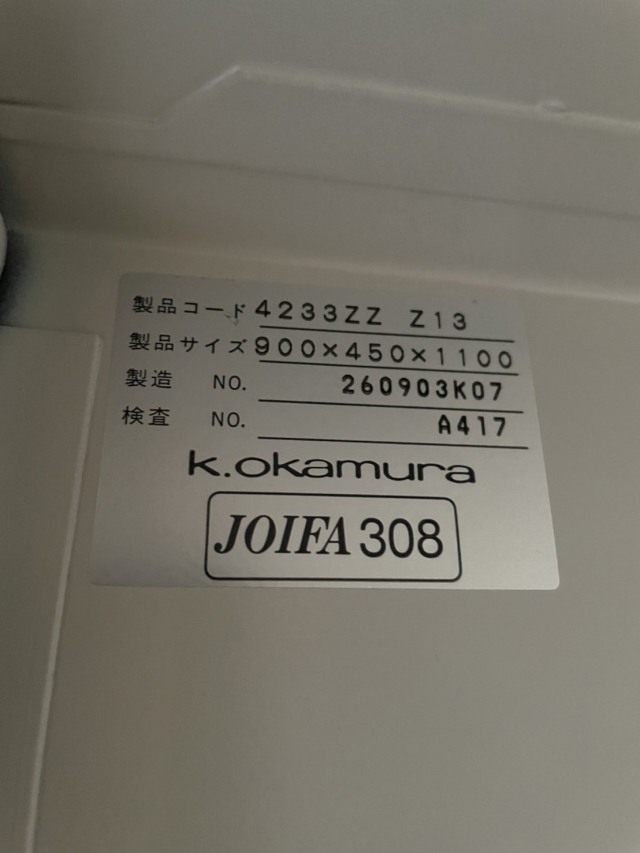 製品コード 4233ZZ Z13
製品サイズ 900×450×1100
製造 NO. 260903K07
検査 NO. A417
k.okamura
JOIFA 308